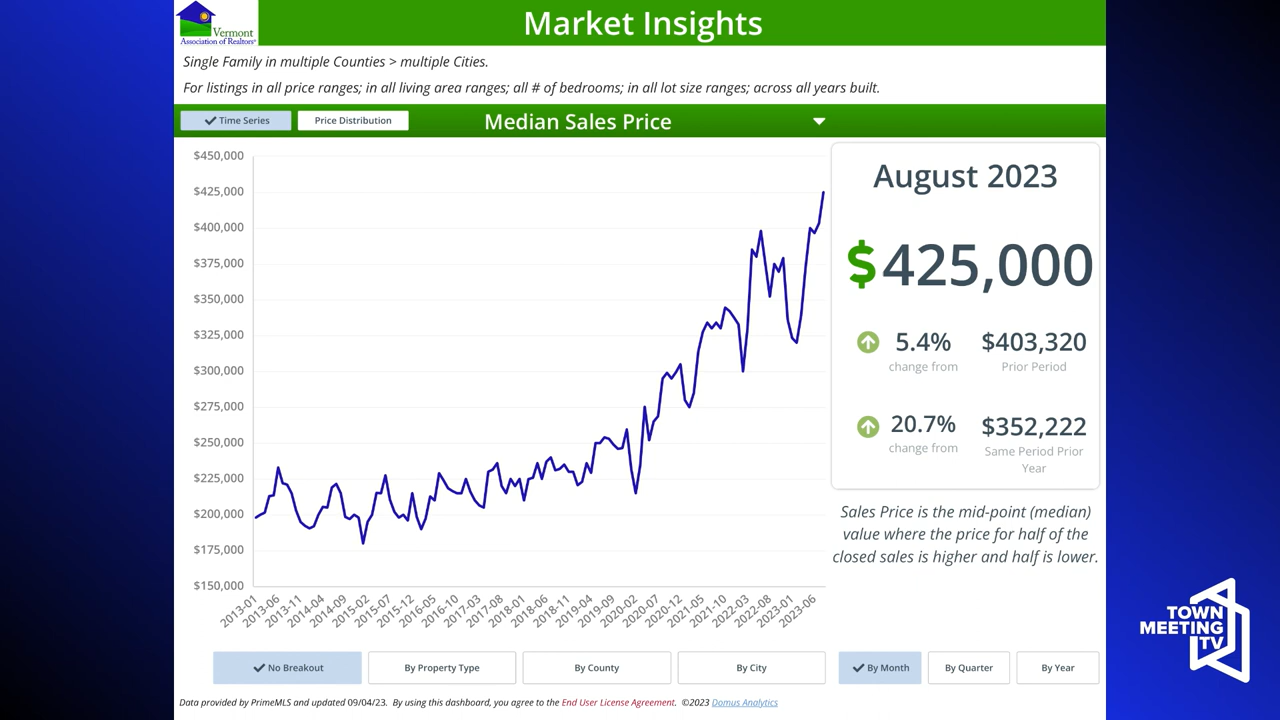 Vermont
Association of Realtors®
Market Insights
Single Family in multiple Counties > multiple Cities.
For listings in all price ranges; in all living area ranges; all # of bedrooms; in all lot size ranges; across all years built.
Time Series
Price Distribution
Median Sales Price
$450,000
$425,000
$400,000
$375,000
$350,000
$325,000
$300,000
$275,000
$250,000
$225,000
$200,000
$175,000
$150,000
2013-01
2013-06
2013-11
2014-04
2014-09
2015-02
2015-07
2015-12
2016-05
2016-10
2017-03
2017-08
2018-01
2018-06
2018-11
2019-04
2019-09
2020-02
2020-07
2020-12
2021-05
2021-10
2022-03
2022-08
2023-01
2023-06
August 2023
$425,000
5.4% $403,320
change from Prior Period
20.7% $352,222
change from Same Period Prior
Year
Sales Price is the mid-point (median)
value where the price for half of the
closed sales is higher and half is lower.
TOWN
MEETING
TV
No Breakout
By Property Type
By County
By City
By Month
By Quarter
By Year
Data provided by PrimeMLS and updated 09/04/23. By using this dashboard, you agree to the End User License Agreement. ©2023 Domus Analytics